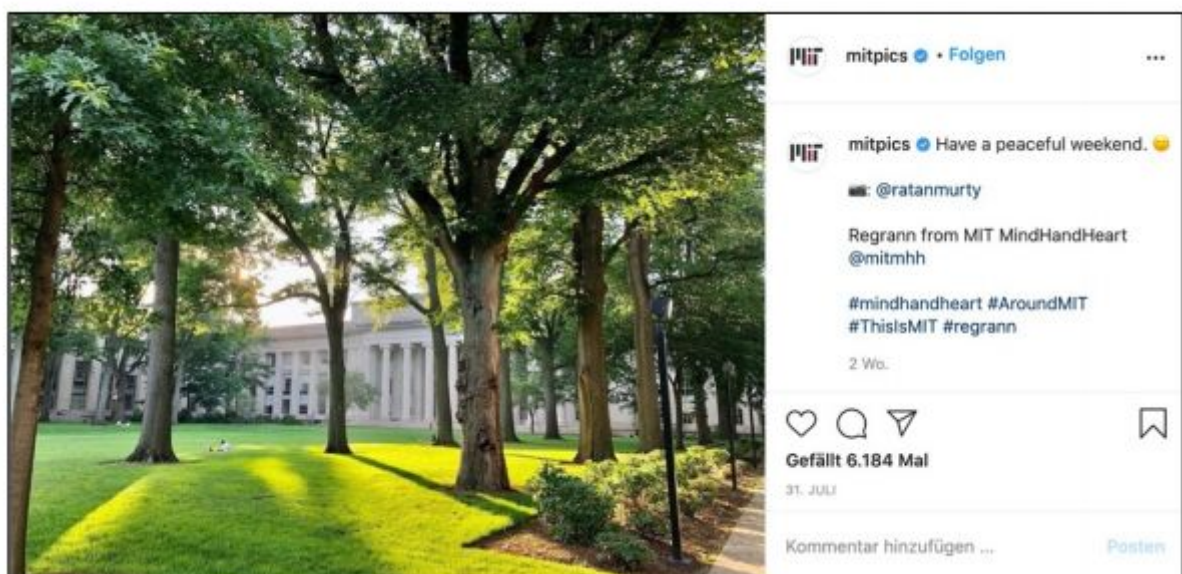 MIT mitpics • Folgen ...
MIT mitpics Have a peaceful weekend.
: @ratanmurty
Regrann from MIT MindHandHeart
@mitmhh
#mindhandheart #AroundMIT
#ThisIsMIT #regrann
2 Wo.
Gefällt 6.184 Mal
31. JULI
Kommentar hinzufügen ... Posten